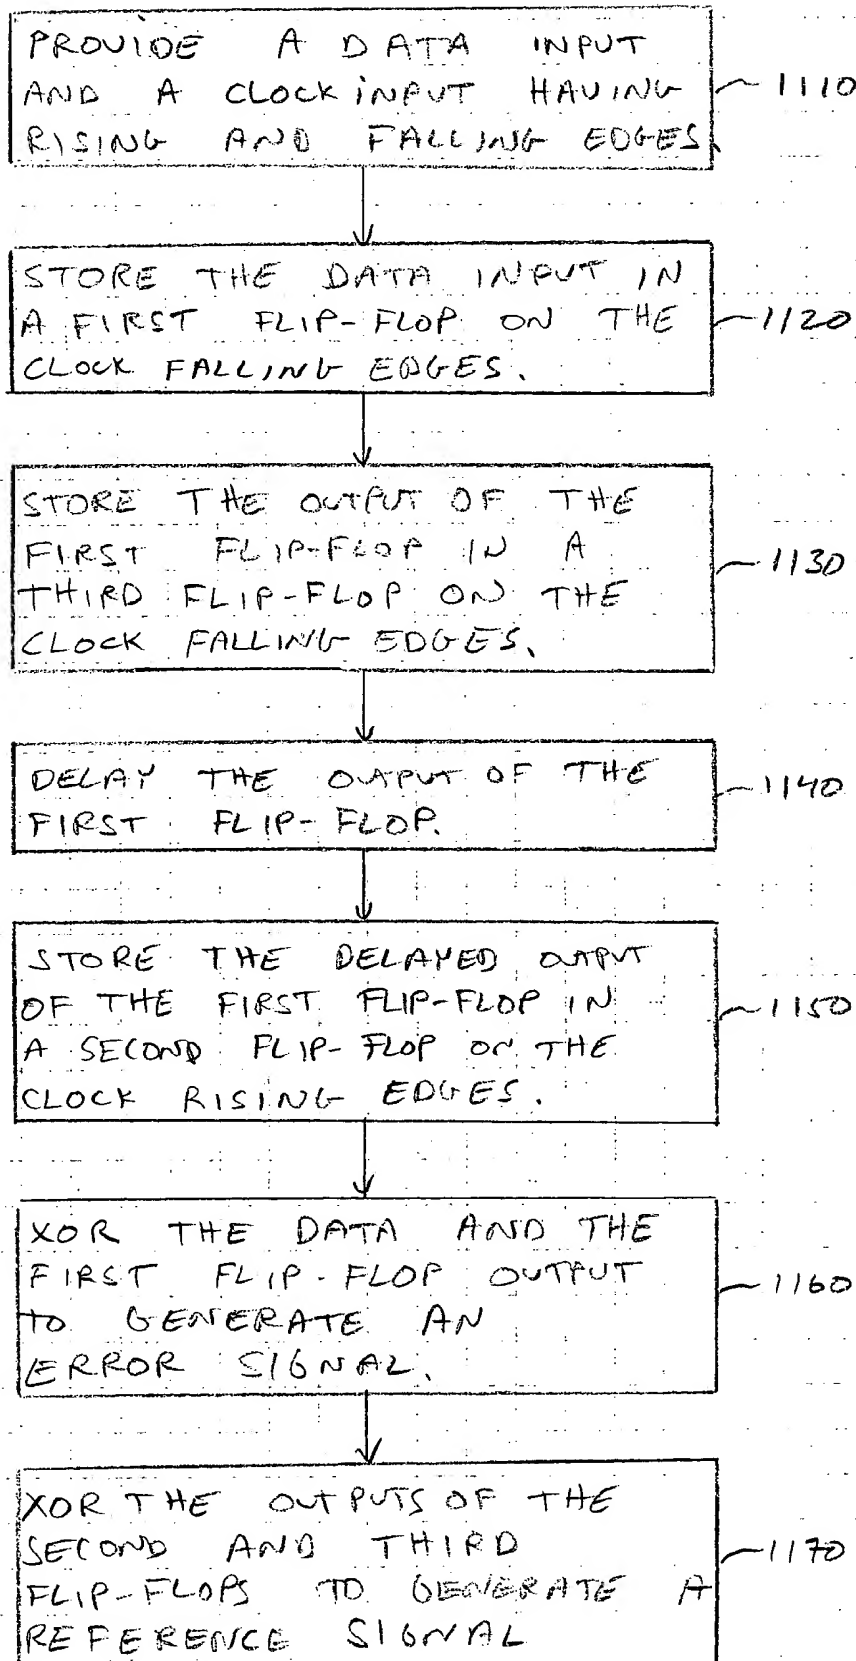 PROVIDE A DATA INPUT
AND A CLOCK INPUT HAVING
RISING AND FALLING EDGES.
1110
STORE THE DATA INPUT IN
A FIRST FLIP-FLOP ON THE
CLOCK FALLING EDGES.
1120
STORE THE OUTPUT OF THE
FIRST FLIP-FLOP IN A
THIRD FLIP-FLOP ON THE
CLOCK FALLING EDGES.
1130
DELAY THE OUTPUT OF THE
FIRST FLIP-FLOP.
1140
STORE THE DELAYED OUTPUT
OF THE FIRST FLIP-FLOP IN
A SECOND FLIP-FLOP ON THE
CLOCK RISING EDGES.
1150
XOR THE DATA AND THE
FIRST FLIP-FLOP OUTPUT
TO GENERATE AN
ERROR SIGNAL.
1160
XOR THE OUTPUTS OF THE
SECOND AND THIRD
FLIP-FLOPS TO GENERATE A
REFERENCE SIGNAL
1170